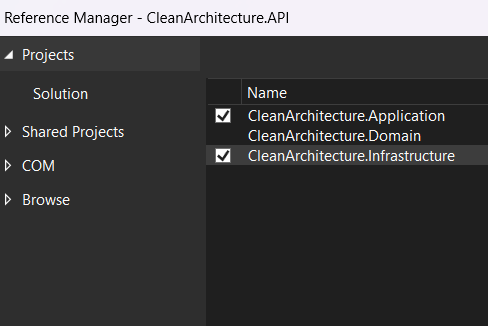 Reference Manager - CleanArchitecture.API
Projects
Solution
Shared Projects
COM
Browse
Name
CleanArchitecture.Application
CleanArchitecture.Domain
CleanArchitecture.Infrastructure